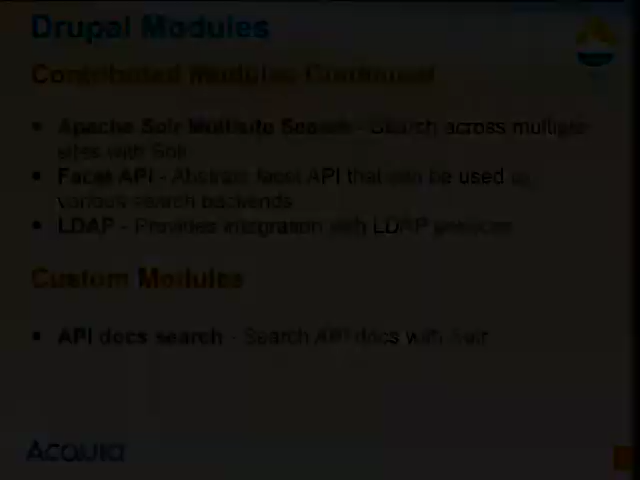 Drupal Modules
Contributed Modules Continued
Apache Solr Multisite Search - Search across multiple
sites with Solr
Facet API - Abstract facet API that can be used by
various search backends
LDAP - Provides integration with LDAP services
Custom Modules
API docs search - Search API docs with Solr
ACQUIA